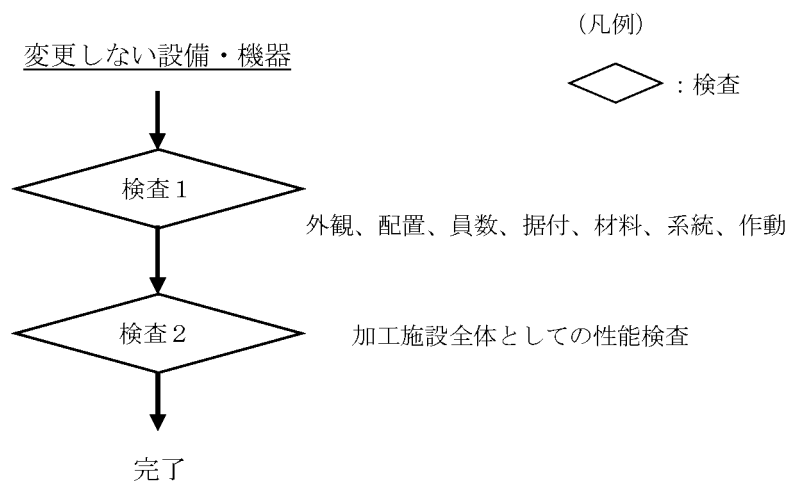 （凡例）
変更しない設備・機器
：検査
検査１
外観、配置、員数、据付、材料、系統、作動
検査２
加工施設全体としての性能検査
完了